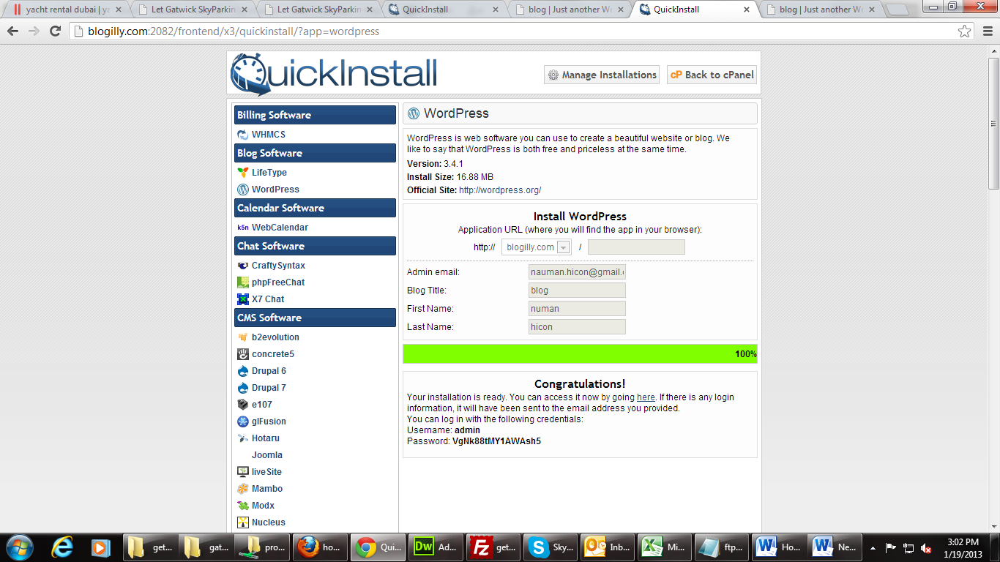 yacht rental dubai | ya
Let Gatwick SkyParkin
Let Gatwick SkyParkin
QuickInstall
blog | Just another W
QuickInstall
blog | Just another W
blogilly.com:2082/frontend/x3/quickinstall/?app=wordpress
QuickInstall
Manage Installations
cP Back to cPanel
Billing Software
WHMCS
Blog Software
LifeType
WordPress
Calendar Software
k5n WebCalendar
Chat Software
CraftySyntax
phpFreeChat
X7 Chat
CMS Software
b2evolution
concrete5
Drupal 6
Drupal 7
e107
glFusion
Hotaru
Joomla
liveSite
Mambo
Modx
Nucleus
WordPress
WordPress is web software you can use to create a beautiful website or blog. We
like to say that WordPress is both free and priceless at the same time.
Version: 3.4.1
Install Size: 16.88 MB
Official Site: http://wordpress.org/
Install WordPress
Application URL (where you will find the app in your browser):
http:// blogilly.com /
Admin email: nauman.hicon@gmail.c
Blog Title: blog
First Name: numan
Last Name: hicon
100%
Congratulations!
Your installation is ready. You can access it now by going here. If there is any login
information, it will have been sent to the email address you provided.
You can log in with the following credentials:
Username: admin
Password: VgNk88tMY1AWAsh5
get...
gat...
pro...
ho...
Qui...
Dw Ad...
Fz get...
Sky...
Inb...
Mi...
ftp...
Ho...
Ne...
3:02 PM
1/19/2013